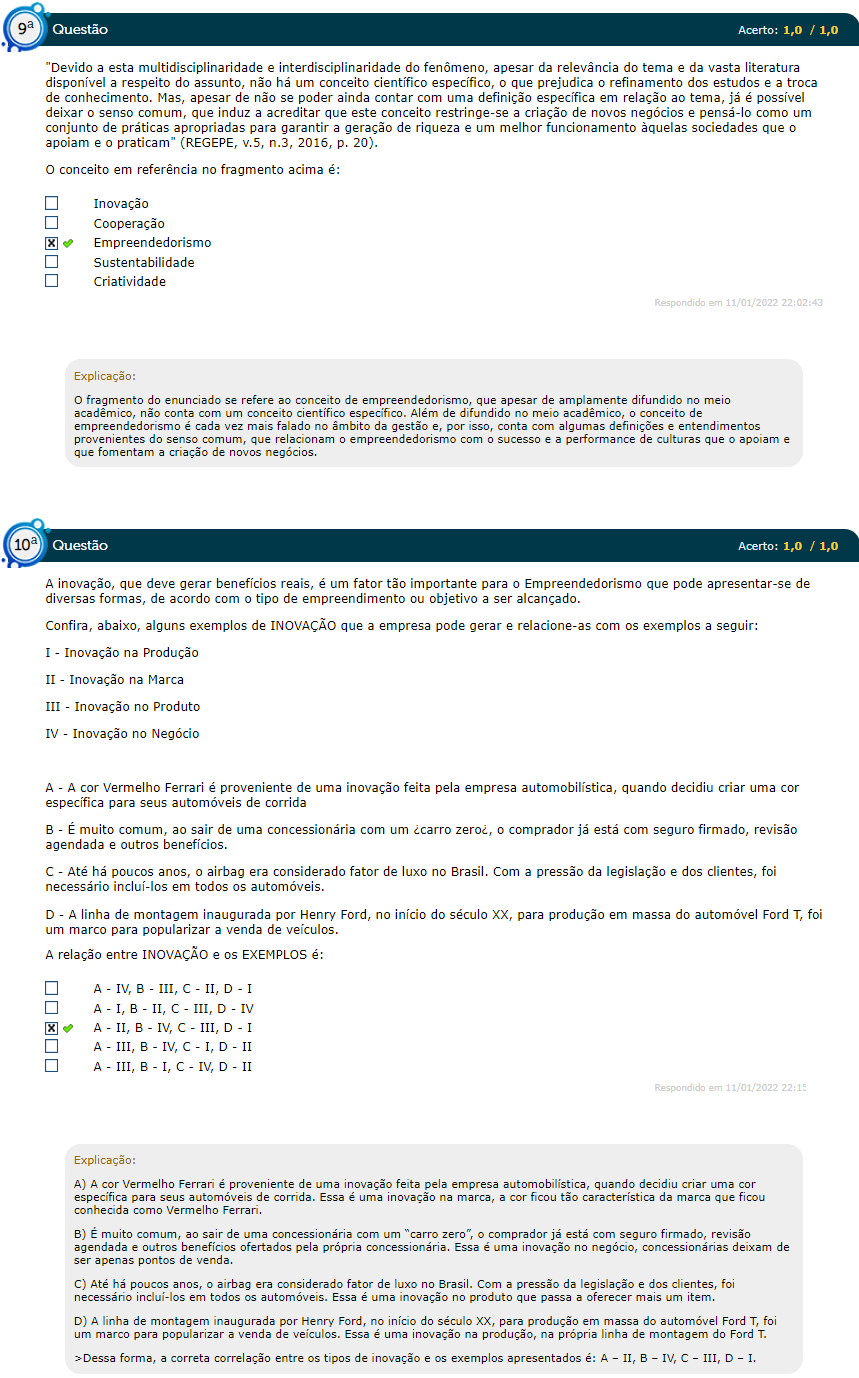 9ª Questão Acerto: 1,0 / 1,0
"Devido a esta multidisciplinaridade e interdisciplinaridade do fenômeno, apesar da relevância do tema e da vasta literatura
disponível a respeito do assunto, não há um conceito científico específico, o que prejudica o refinamento dos estudos e a troca
de conhecimento. Mas, apesar de não se poder ainda contar com uma definição específica em relação ao tema, já é possível
deixar o senso comum, que induz a acreditar que este conceito restringe-se a criação de novos negócios e pensá-lo como um
conjunto de práticas apropriadas para garantir a geração de riqueza e um melhor funcionamento àquelas sociedades que o
apoiam e o praticam" (REGEPE, v.5, n.3, 2016, p. 20).
O conceito em referência no fragmento acima é:
Inovação
Cooperação
X Empreendedorismo
Sustentabilidade
Criatividade
Respondido em 11/01/2022 22:02:43
Explicação:
O fragmento do enunciado se refere ao conceito de empreendedorismo, que apesar de amplamente difundido no meio
acadêmico, não conta com um conceito científico específico. Além de difundido no meio acadêmico, o conceito de
empreendedorismo é cada vez mais falado no âmbito da gestão e, por isso, conta com algumas definições e entendimentos
provenientes do senso comum, que relacionam o empreendedorismo com o sucesso e a performance de culturas que o apoiam e
que fomentam a criação de novos negócios.
10ª Questão Acerto: 1,0 / 1,0
A inovação, que deve gerar benefícios reais, é um fator tão importante para o Empreendedorismo que pode apresentar-se de
diversas formas, de acordo com o tipo de empreendimento ou objetivo a ser alcançado.
Confira, abaixo, alguns exemplos de INOVAÇÃO que a empresa pode gerar e relacione-as com os exemplos a seguir:
I - Inovação na Produção
II - Inovação na Marca
III - Inovação no Produto
IV - Inovação no Negócio
A - A cor Vermelho Ferrari é proveniente de uma inovação feita pela empresa automobilística, quando decidiu criar uma cor
específica para seus automóveis de corrida
B - É muito comum, ao sair de uma concessionária com um ¿carro zero¿, o comprador já está com seguro firmado, revisão
agendada e outros benefícios.
C - Até há poucos anos, o airbag era considerado fator de luxo no Brasil. Com a pressão da legislação e dos clientes, foi
necessário incluí-los em todos os automóveis.
D - A linha de montagem inaugurada por Henry Ford, no início do século XX, para produção em massa do automóvel Ford T, foi
um marco para popularizar a venda de veículos.
A relação entre INOVAÇÃO e os EXEMPLOS é:
A - IV, B - III, C - II, D - I
A - I, B - II, C - III, D - IV
X A - II, B - IV, C - III, D - I
A - III, B - IV, C - I, D - II
A - III, B - I, C - IV, D - II
Respondido em 11/01/2022 22:15
Explicação:
A) A cor Vermelho Ferrari é proveniente de uma inovação feita pela empresa automobilística, quando decidiu criar uma cor
específica para seus automóveis de corrida. Essa é uma inovação na marca, a cor ficou tão característica da marca que ficou
conhecida como Vermelho Ferrari.
B) É muito comum, ao sair de uma concessionária com um "carro zero", o comprador já está com seguro firmado, revisão
agendada e outros benefícios ofertados pela própria concessionária. Essa é uma inovação no negócio, concessionárias deixam de
ser apenas pontos de venda.
C) Até há poucos anos, o airbag era considerado fator de luxo no Brasil. Com a pressão da legislação e dos clientes, foi
necessário incluí-los em todos os automóveis. Essa é uma inovação no produto que passa a oferecer mais um item.
D) A linha de montagem inaugurada por Henry Ford, no início do século XX, para produção em massa do automóvel Ford T, foi
um marco para popularizar a venda de veículos. Essa é uma inovação na produção, na própria linha de montagem do Ford T.
>Dessa forma, a correta correlação entre os tipos de inovação e os exemplos apresentados é: A – II, B – IV, C – III, D – I.